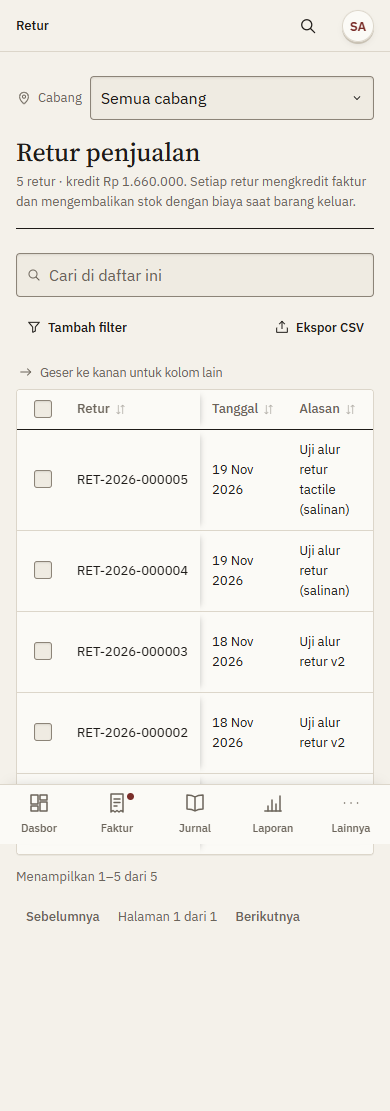 Retur
SA
Cabang
Semua cabang
Retur penjualan
5 retur · kredit Rp 1.660.000. Setiap retur mengkredit faktur
dan mengembalikan stok dengan biaya saat barang keluar.
Cari di daftar ini
Tambah filter
Ekspor CSV
→ Geser ke kanan untuk kolom lain
Retur
Tanggal
Alasan
RET-2026-000005
19 Nov
2026
Uji alur
retur
tactile
(salinan)
RET-2026-000004
19 Nov
2026
Uji alur
retur
(salinan)
RET-2026-000003
18 Nov
2026
Uji alur
retur v2
RET-2026-000002
18 Nov
2026
Uji alur
retur v2
Dasbor
Faktur
Jurnal
Laporan
Lainnya
Menampilkan 1–5 dari 5
Sebelumnya
Halaman 1 dari 1
Berikutnya